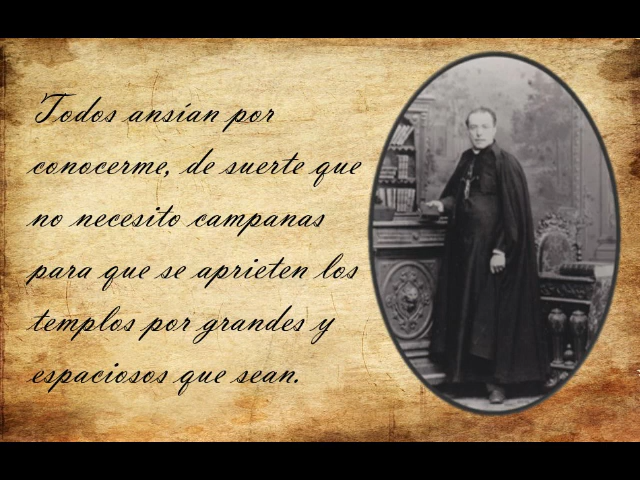 Todos ansían por
conocerme, de suerte que
no necesito campanas
para que se aprieten los
templos por grandes y
espaciosos que sean.